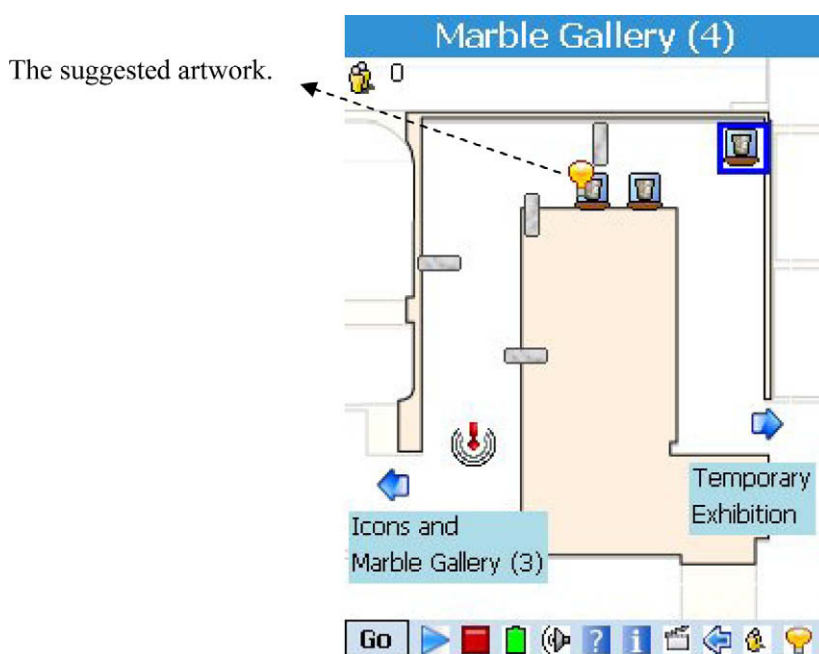 Marble Gallery (4)
The suggested artwork.
0
Temporary
Exhibition
Icons and
Marble Gallery (3)
Go
?
i